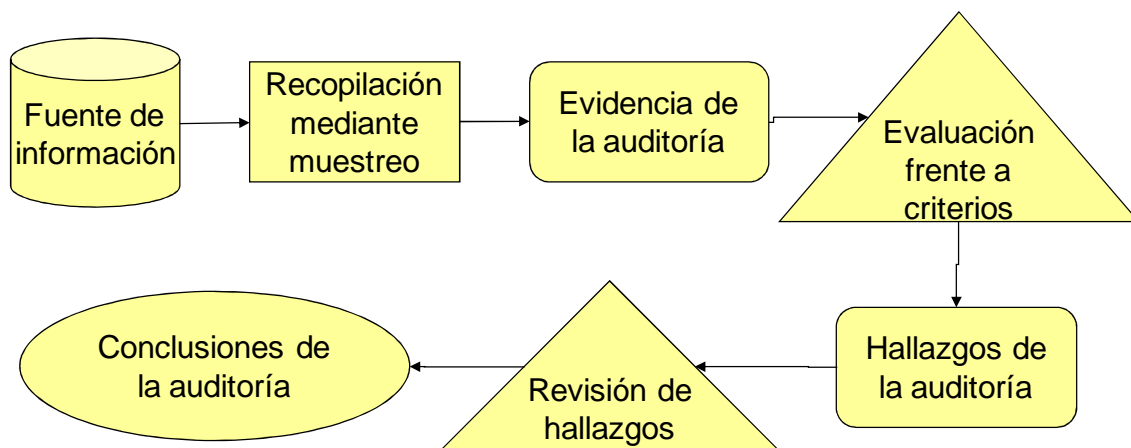 Fuente de
información
Recopilación
mediante
muestreo
Evidencia de
la auditoría
Evaluación
frente a
criterios
Hallazgos de
la auditoría
Revisión de
hallazgos
Conclusiones de
la auditoría